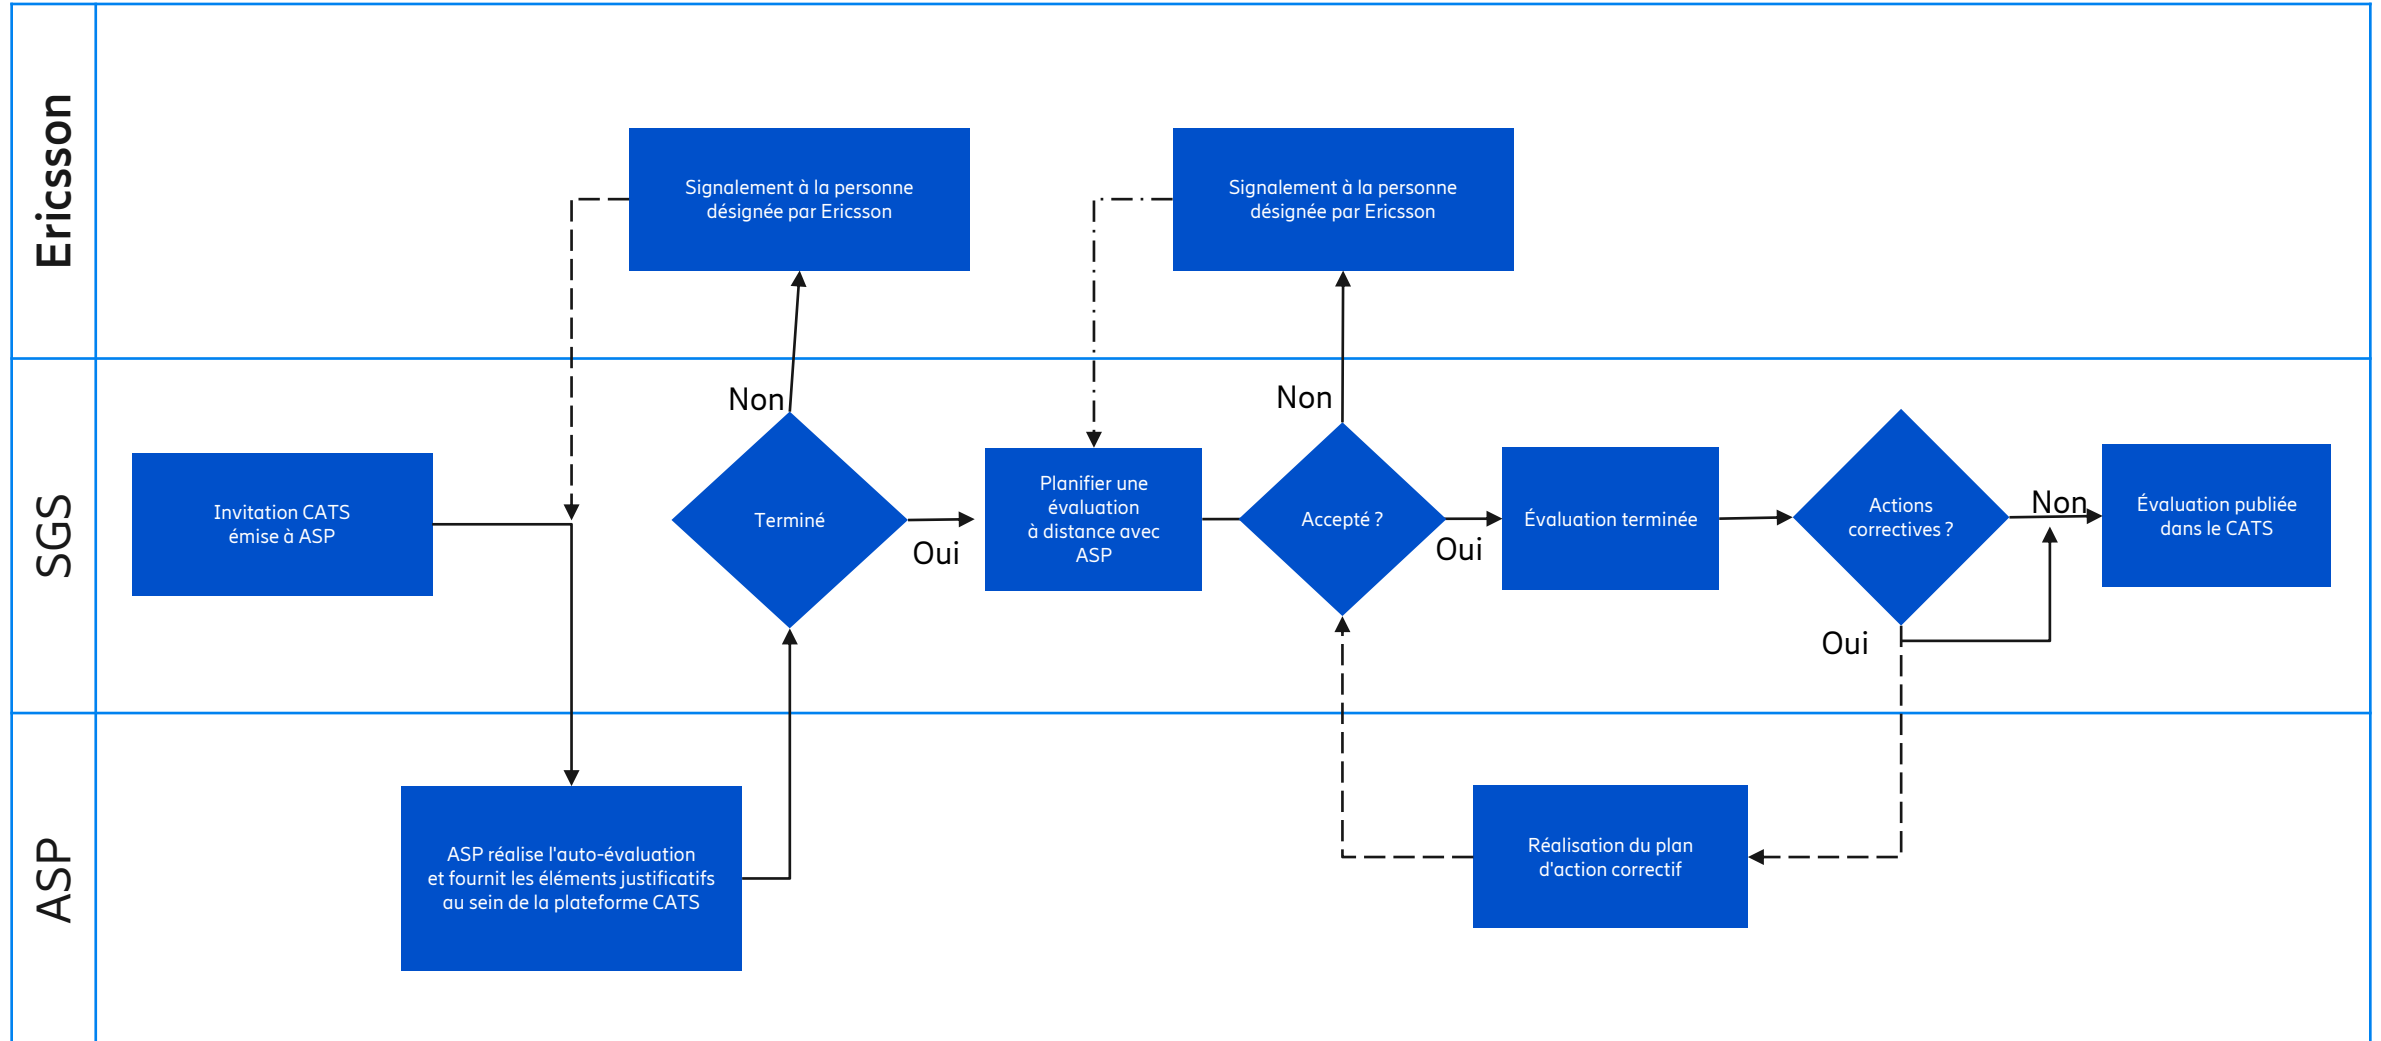 Ericsson
Signalement à la personne
désignée par Ericsson
Signalement à la personne
désignée par Ericsson
SGS
Invitation CATS
émise à ASP
Non
Terminé
Oui
Planifier une
évaluation
à distance avec
ASP
Non
Accepté ?
Oui
Évaluation terminée
Actions
correctives ?
Non
Oui
Évaluation publiée
dans le CATS
ASP
ASP réalise l'auto-évaluation
et fournit les éléments justificatifs
au sein de la plateforme CATS
Réalisation du plan
d'action correctif